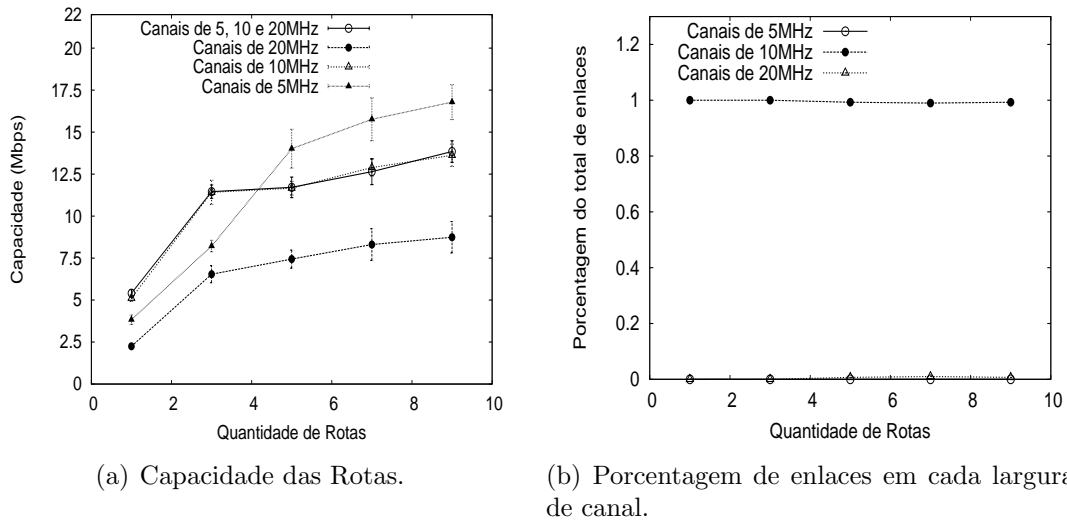 22
20
17.5
15
12.5
10
7.5
5
2.5
0
0
2
4
6
8
10
Capacidade (Mbps)
Quantidade de Rotas
Canais de 5, 10 e 20MHz
Canais de 20MHz
Canais de 10MHz
Canais de 5MHz
(a) Capacidade das Rotas.
1.2
1
0.8
0.6
0.4
0.2
0
0
2
4
6
8
10
Porcentagem do total de enlaces
Quantidade de Rotas
Canais de 5MHz
Canais de 10MHz
Canais de 20MHz
(b) Porcentagem de enlaces em cada largura
de canal.